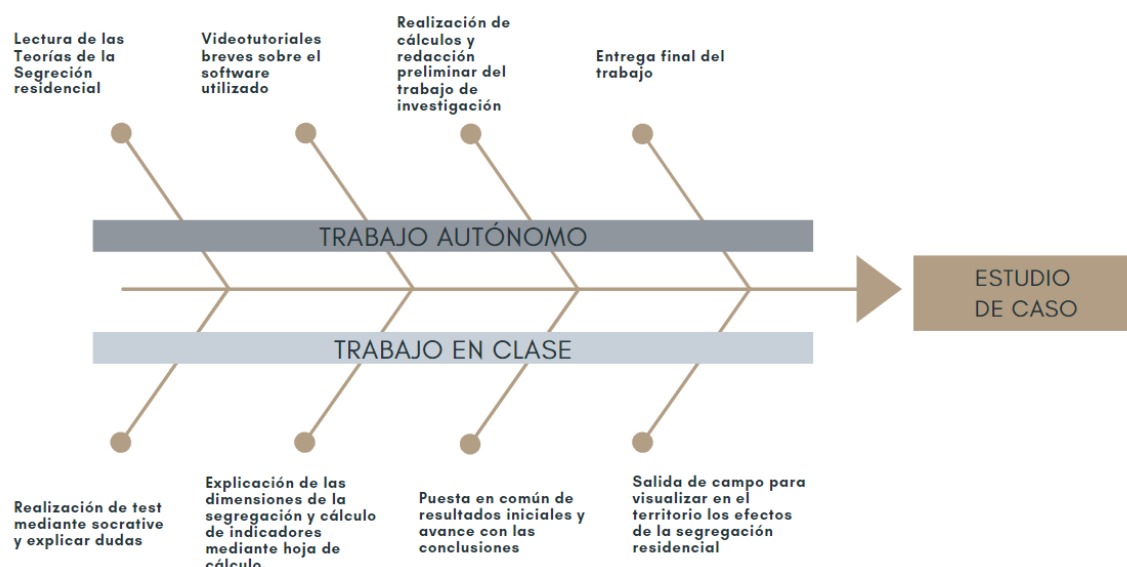 Lectura de las
Teorías de la
Segreción
residencial
Videotutoriales
breves sobre el
software
utilizado
Realización de
cálculos y
redacción
preliminar del
trabajo de
investigación
Entrega final del
trabajo
TRABAJO AUTÓNOMO
ESTUDIO
DE CASO
TRABAJO EN CLASE
Realización de test
mediante socrative
y explicar dudas
Explicación de las
dimensiones de la
segregación y cálculo
de indicadores
mediante hoja de
cálculo
Puesta en común de
resultados iniciales y
avance con las
conclusiones
Salida de campo para
visualizar en el
territorio los efectos
de la segregación
residencial